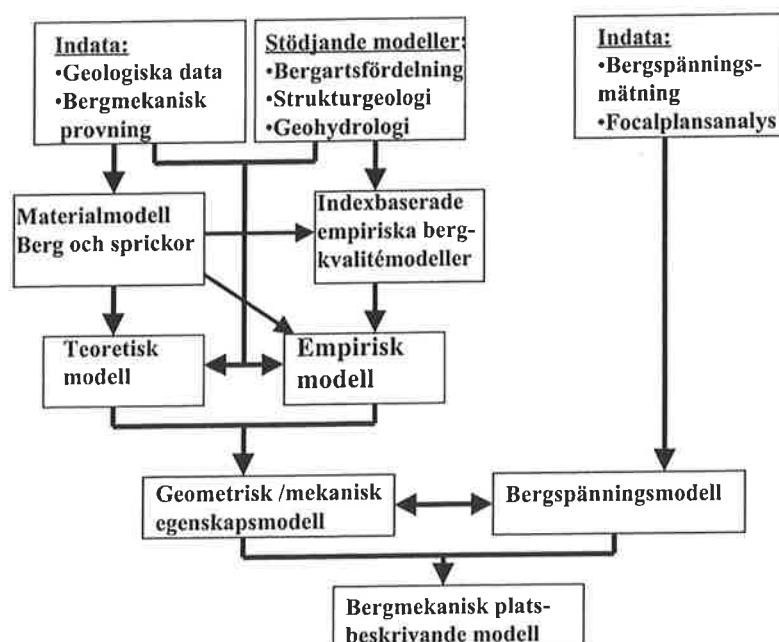 Indata:
•Geologiska data
•Bergmekanisk
provning
Stödjande modeller:
•Bergartsfördelning
•Strukturgeologi
•Geohydrologi
Indata:
•Bergspännings-
mätning
•Focalplansanalys
Materialmodell
Berg och sprickor
Indexbaserade
empiriska berg-
kvalitémodeller
Teoretisk
modell
Empirisk
modell
Geometrisk /mekanisk
egenskapsmodell
Bergspänningsmodell
Bergmekanisk plats-
beskrivande modell